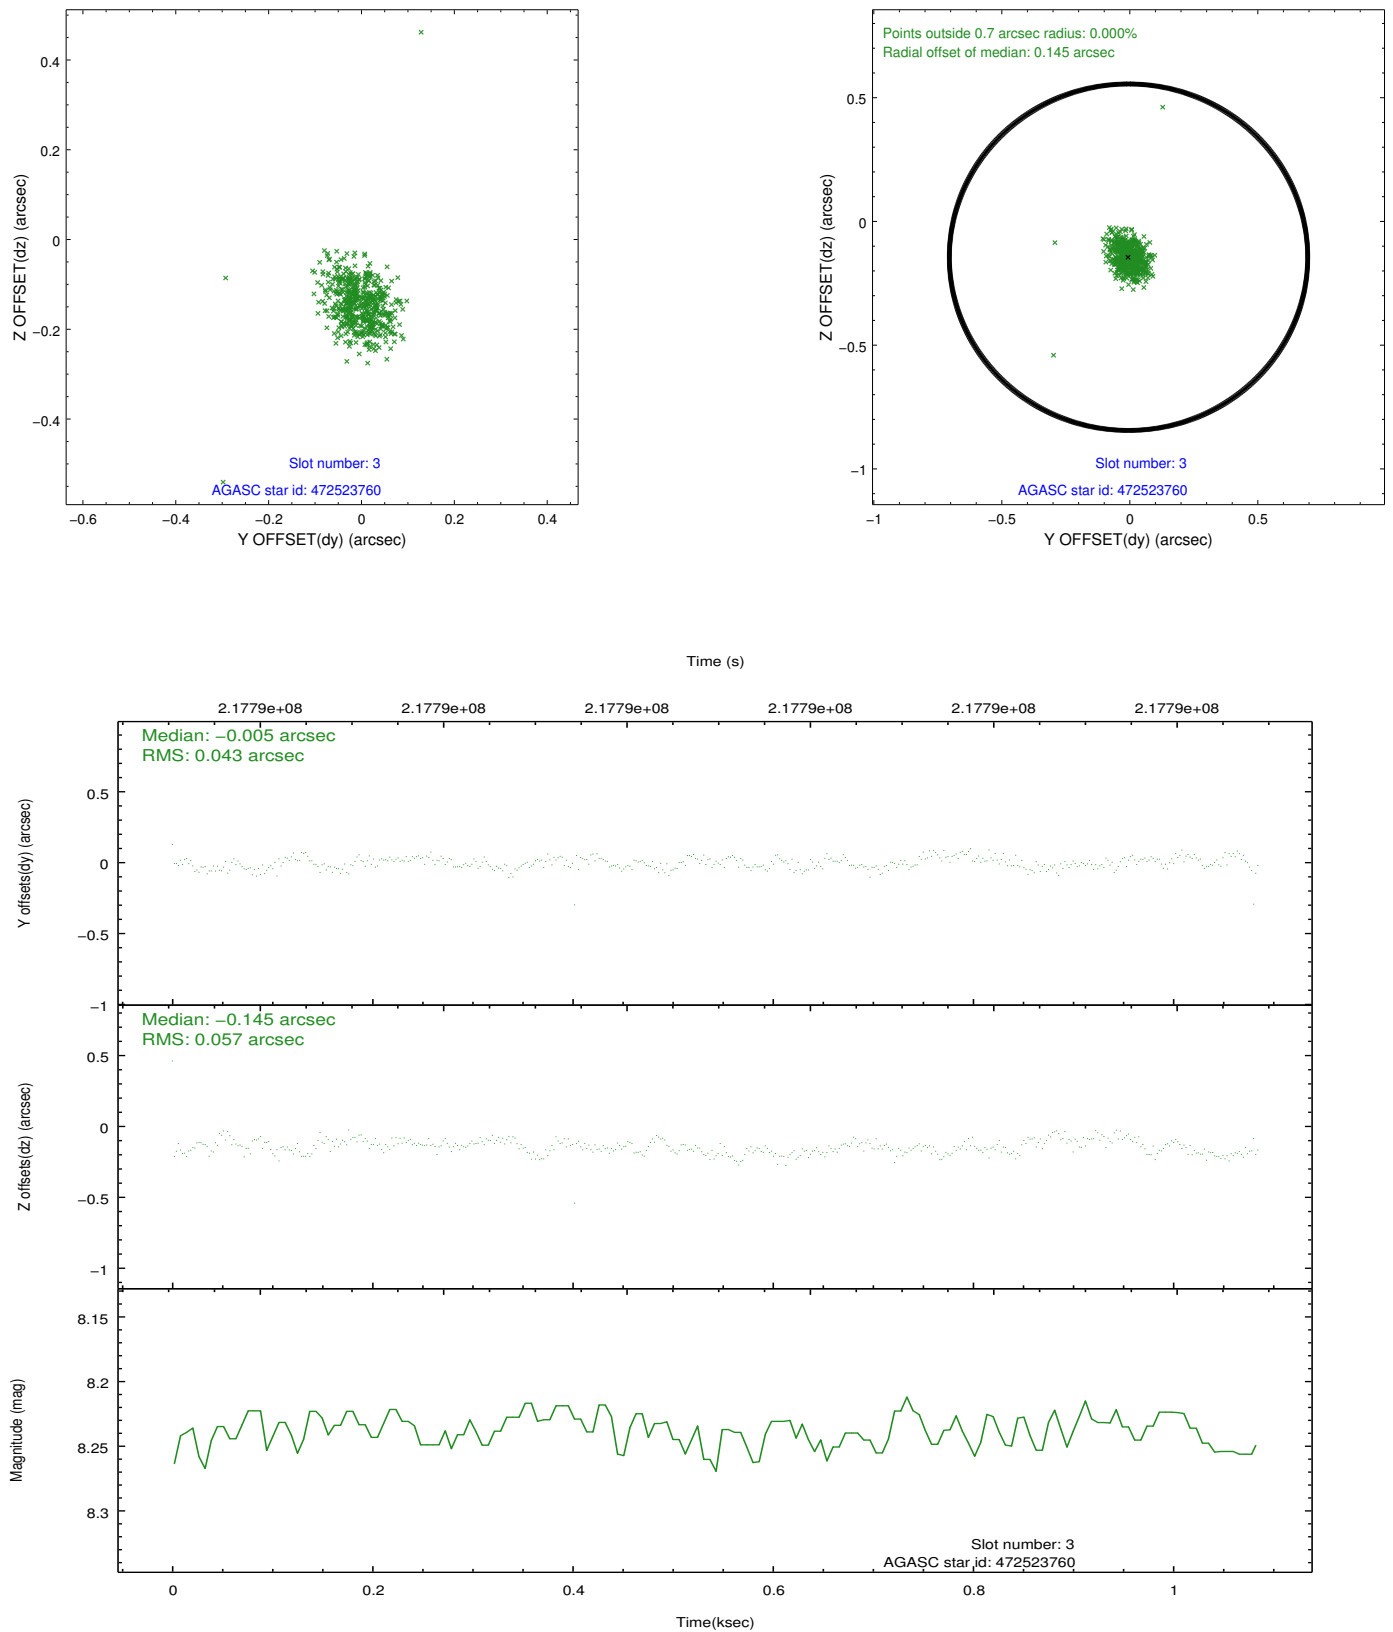 0.4
0.2
0
−0.2
−0.4
Z OFFSET(dz) (arcsec)
Slot number: 3
AGASC star id: 472523760
−0.6
−0.4
−0.2
0
0.2
0.4
Y OFFSET(dy) (arcsec)
Points outside 0.7 arcsec radius: 0.000%
Radial offset of median: 0.145 arcsec
0.5
0
−0.5
−1
Z OFFSET(dz) (arcsec)
Slot number: 3
AGASC star id: 472523760
−1
−0.5
0
0.5
Y OFFSET(dy) (arcsec)
Time (s)
2.1779e+08
2.1779e+08
2.1779e+08
2.1779e+08
2.1779e+08
2.1779e+08
Median: −0.005 arcsec
RMS: 0.043 arcsec
0.5
0
−0.5
−1
Y offsets(dy) (arcsec)
Median: −0.145 arcsec
RMS: 0.057 arcsec
0.5
0
−0.5
−1
Z offsets(dz) (arcsec)
8.15
8.2
8.25
8.3
Magnitude (mag)
Slot number: 3
AGASC star id: 472523760
0
0.2
0.4
0.6
0.8
1
Time(ksec)